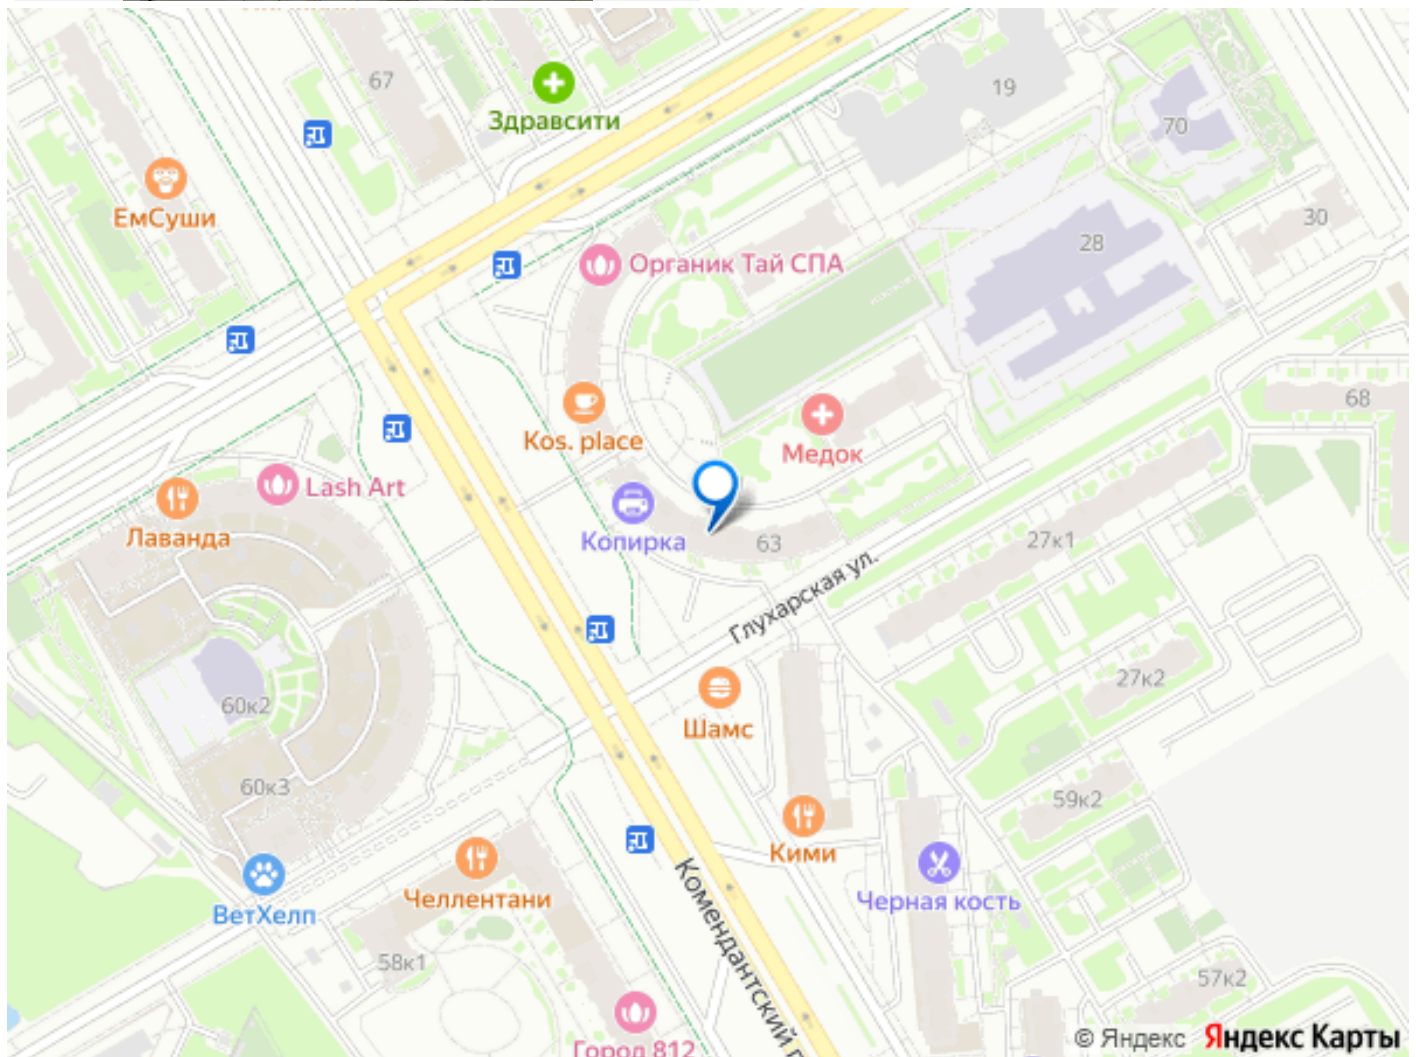 67
Здравсити
19
70
ЕмСуши
30
28
Органик Тай СПА
68
Kos. place
Медок
Lash Art
Лаванда
Копирка
63
27к1
Глухарская ул.
27к2
60к2
Шамс
60к3
59к2
Кими
Челлентани
Черная кость
ВетХелп
Комендантский п
58к1
57к2
Город 812
© Яндекс Яндекс Карты